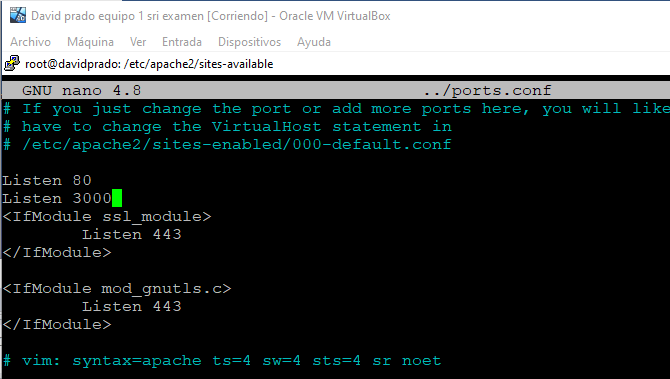 David prado equipo 1 sri examen [Corriendo] - Oracle VM VirtualBox
Archivo Máquina Ver Entrada Dispositivos Ayuda
root@davidprado: /etc/apache2/sites-available
GNU nano 4.8 ../ports.conf
# If you just change the port or add more ports here, you will like
# have to change the VirtualHost statement in
# /etc/apache2/sites-enabled/000-default.conf
Listen 80
Listen 3000
<IfModule ssl_module>
Listen 443
</IfModule>
<IfModule mod_gnutls.c>
Listen 443
</IfModule>
# vim: syntax=apache ts=4 sw=4 sts=4 sr noet